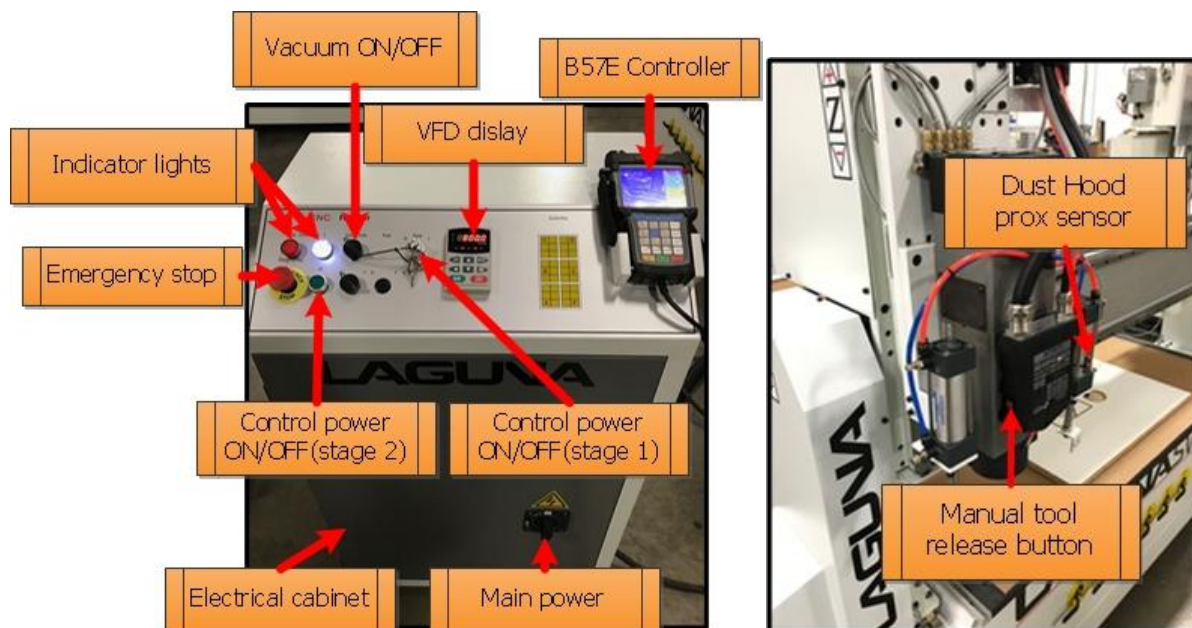 Vacuum ON/OFF
B57E Controller
VFD dislay
Indicator lights
Dust Hood
prox sensor
Emergency stop
LAGUNA
Control power
ON/OFF(stage 2)
Control power
ON/OFF(stage 1)
Manual tool
release button
Electrical cabinet
Main power
LAGUNA